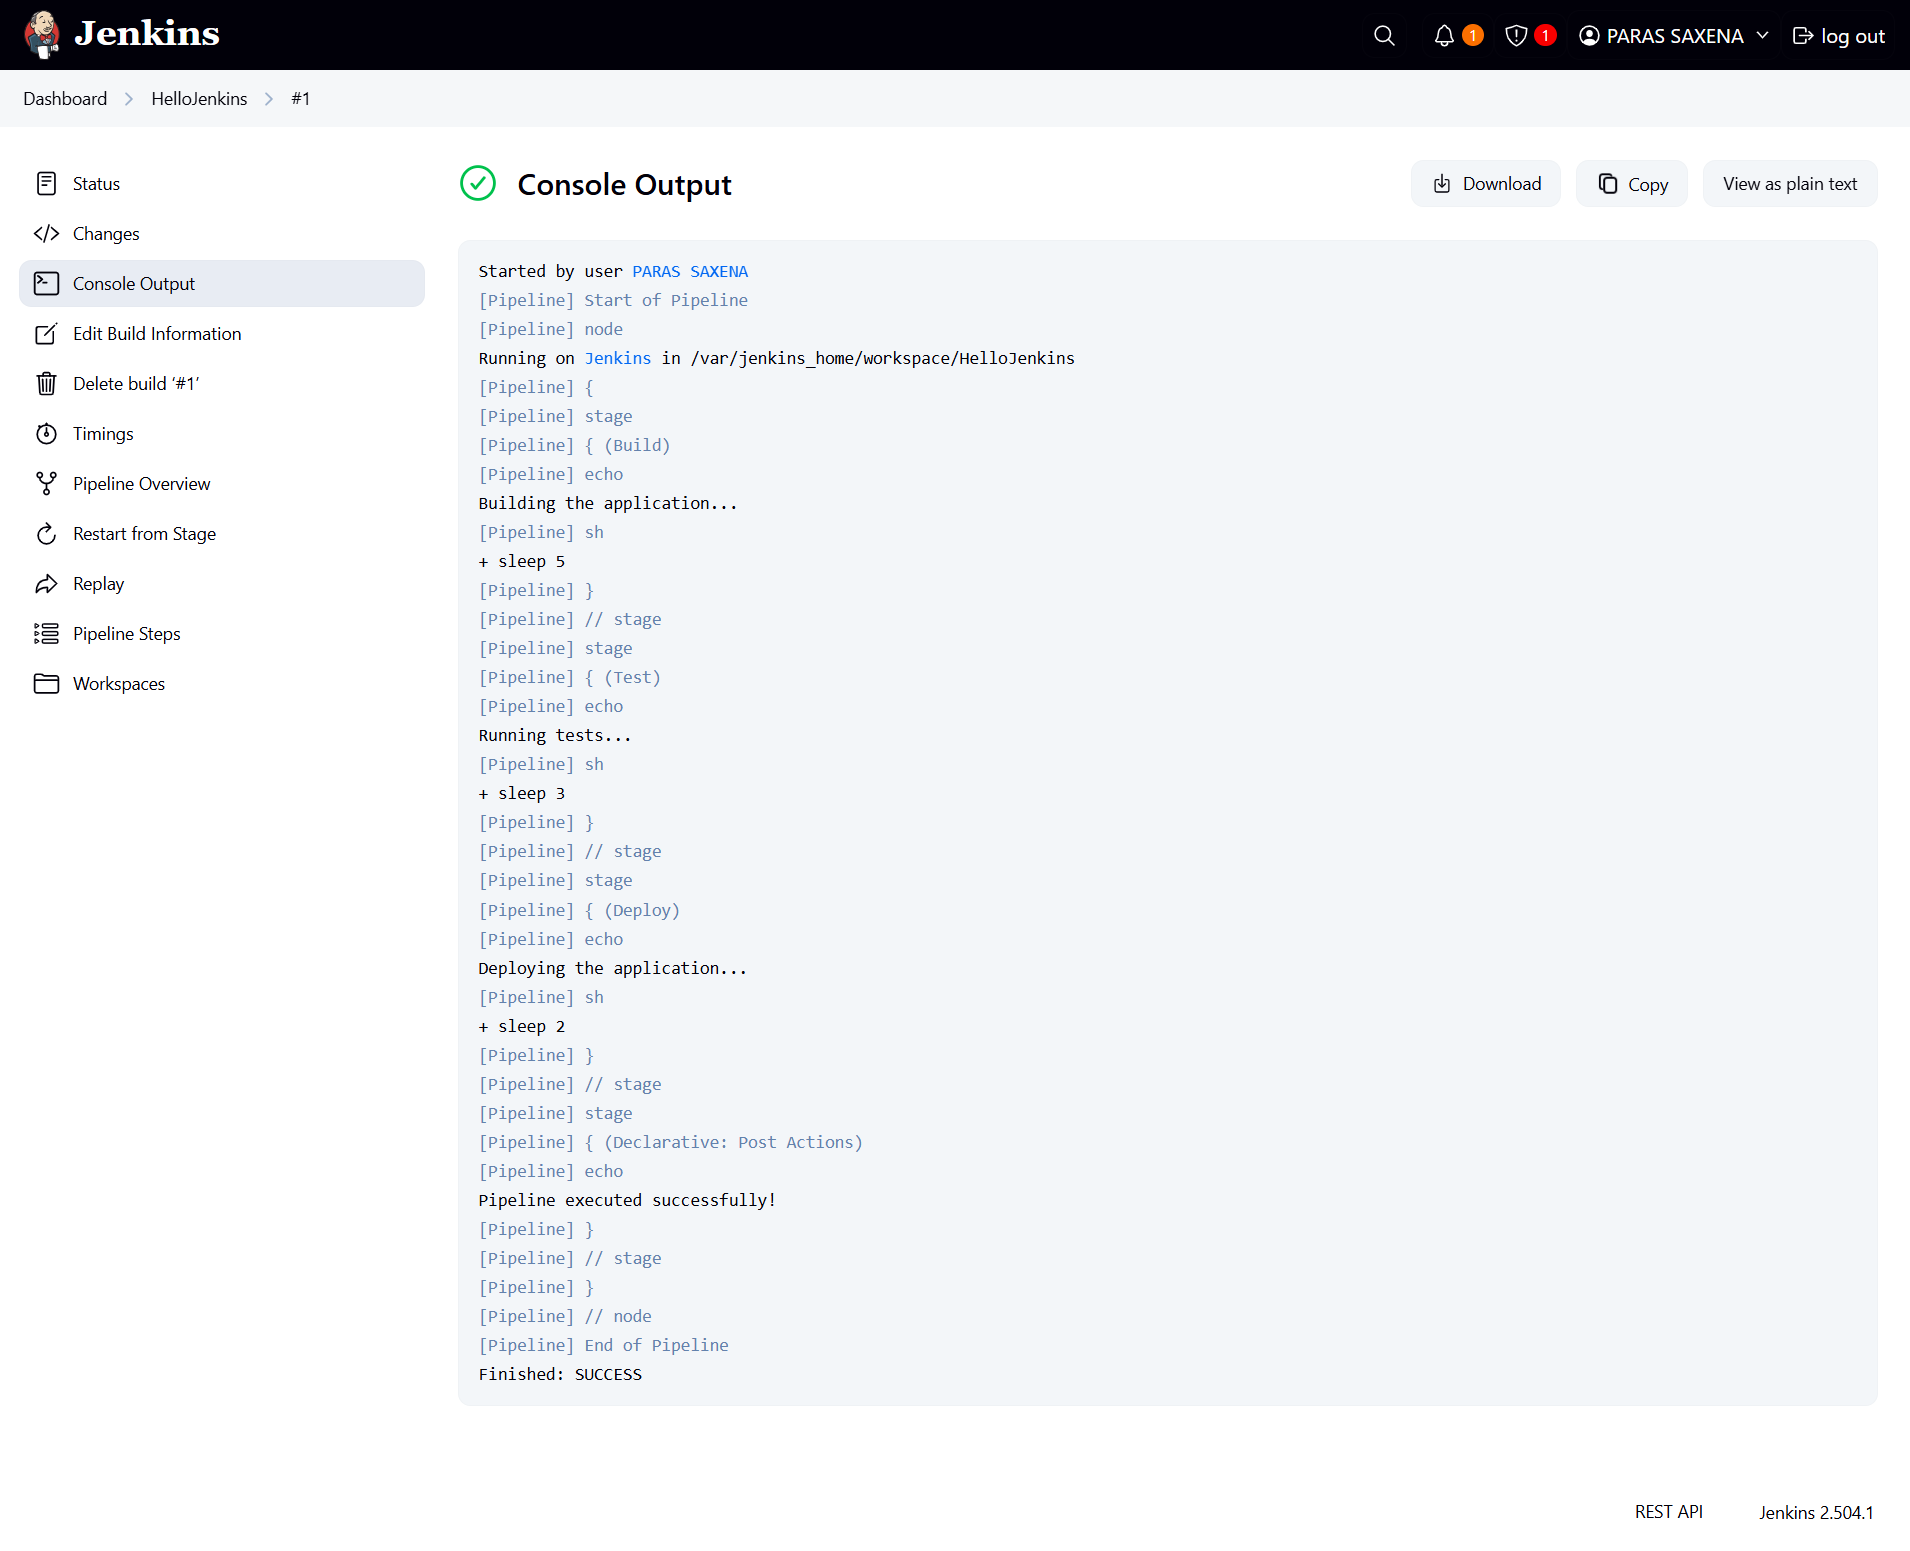 Jenkins
1
1
PARAS SAXENA
log out
Dashboard
HelloJenkins
#1
Status
Changes
Console Output
Edit Build Information
Delete build ‘#1’
Timings
Pipeline Overview
Restart from Stage
Replay
Pipeline Steps
Workspaces
Console Output
Download
Copy
View as plain text
Started by user PARAS SAXENA
[Pipeline] Start of Pipeline
[Pipeline] node
Running on Jenkins in /var/jenkins_home/workspace/HelloJenkins
[Pipeline] {
[Pipeline] stage
[Pipeline] { (Build)
[Pipeline] echo
Building the application...
[Pipeline] sh
+ sleep 5
[Pipeline] }
[Pipeline] // stage
[Pipeline] stage
[Pipeline] { (Test)
[Pipeline] echo
Running tests...
[Pipeline] sh
+ sleep 3
[Pipeline] }
[Pipeline] // stage
[Pipeline] stage
[Pipeline] { (Deploy)
[Pipeline] echo
Deploying the application...
[Pipeline] sh
+ sleep 2
[Pipeline] }
[Pipeline] // stage
[Pipeline] stage
[Pipeline] { (Declarative: Post Actions)
[Pipeline] echo
Pipeline executed successfully!
[Pipeline] }
[Pipeline] // stage
[Pipeline] }
[Pipeline] // node
[Pipeline] End of Pipeline
Finished: SUCCESS
REST API
Jenkins 2.504.1